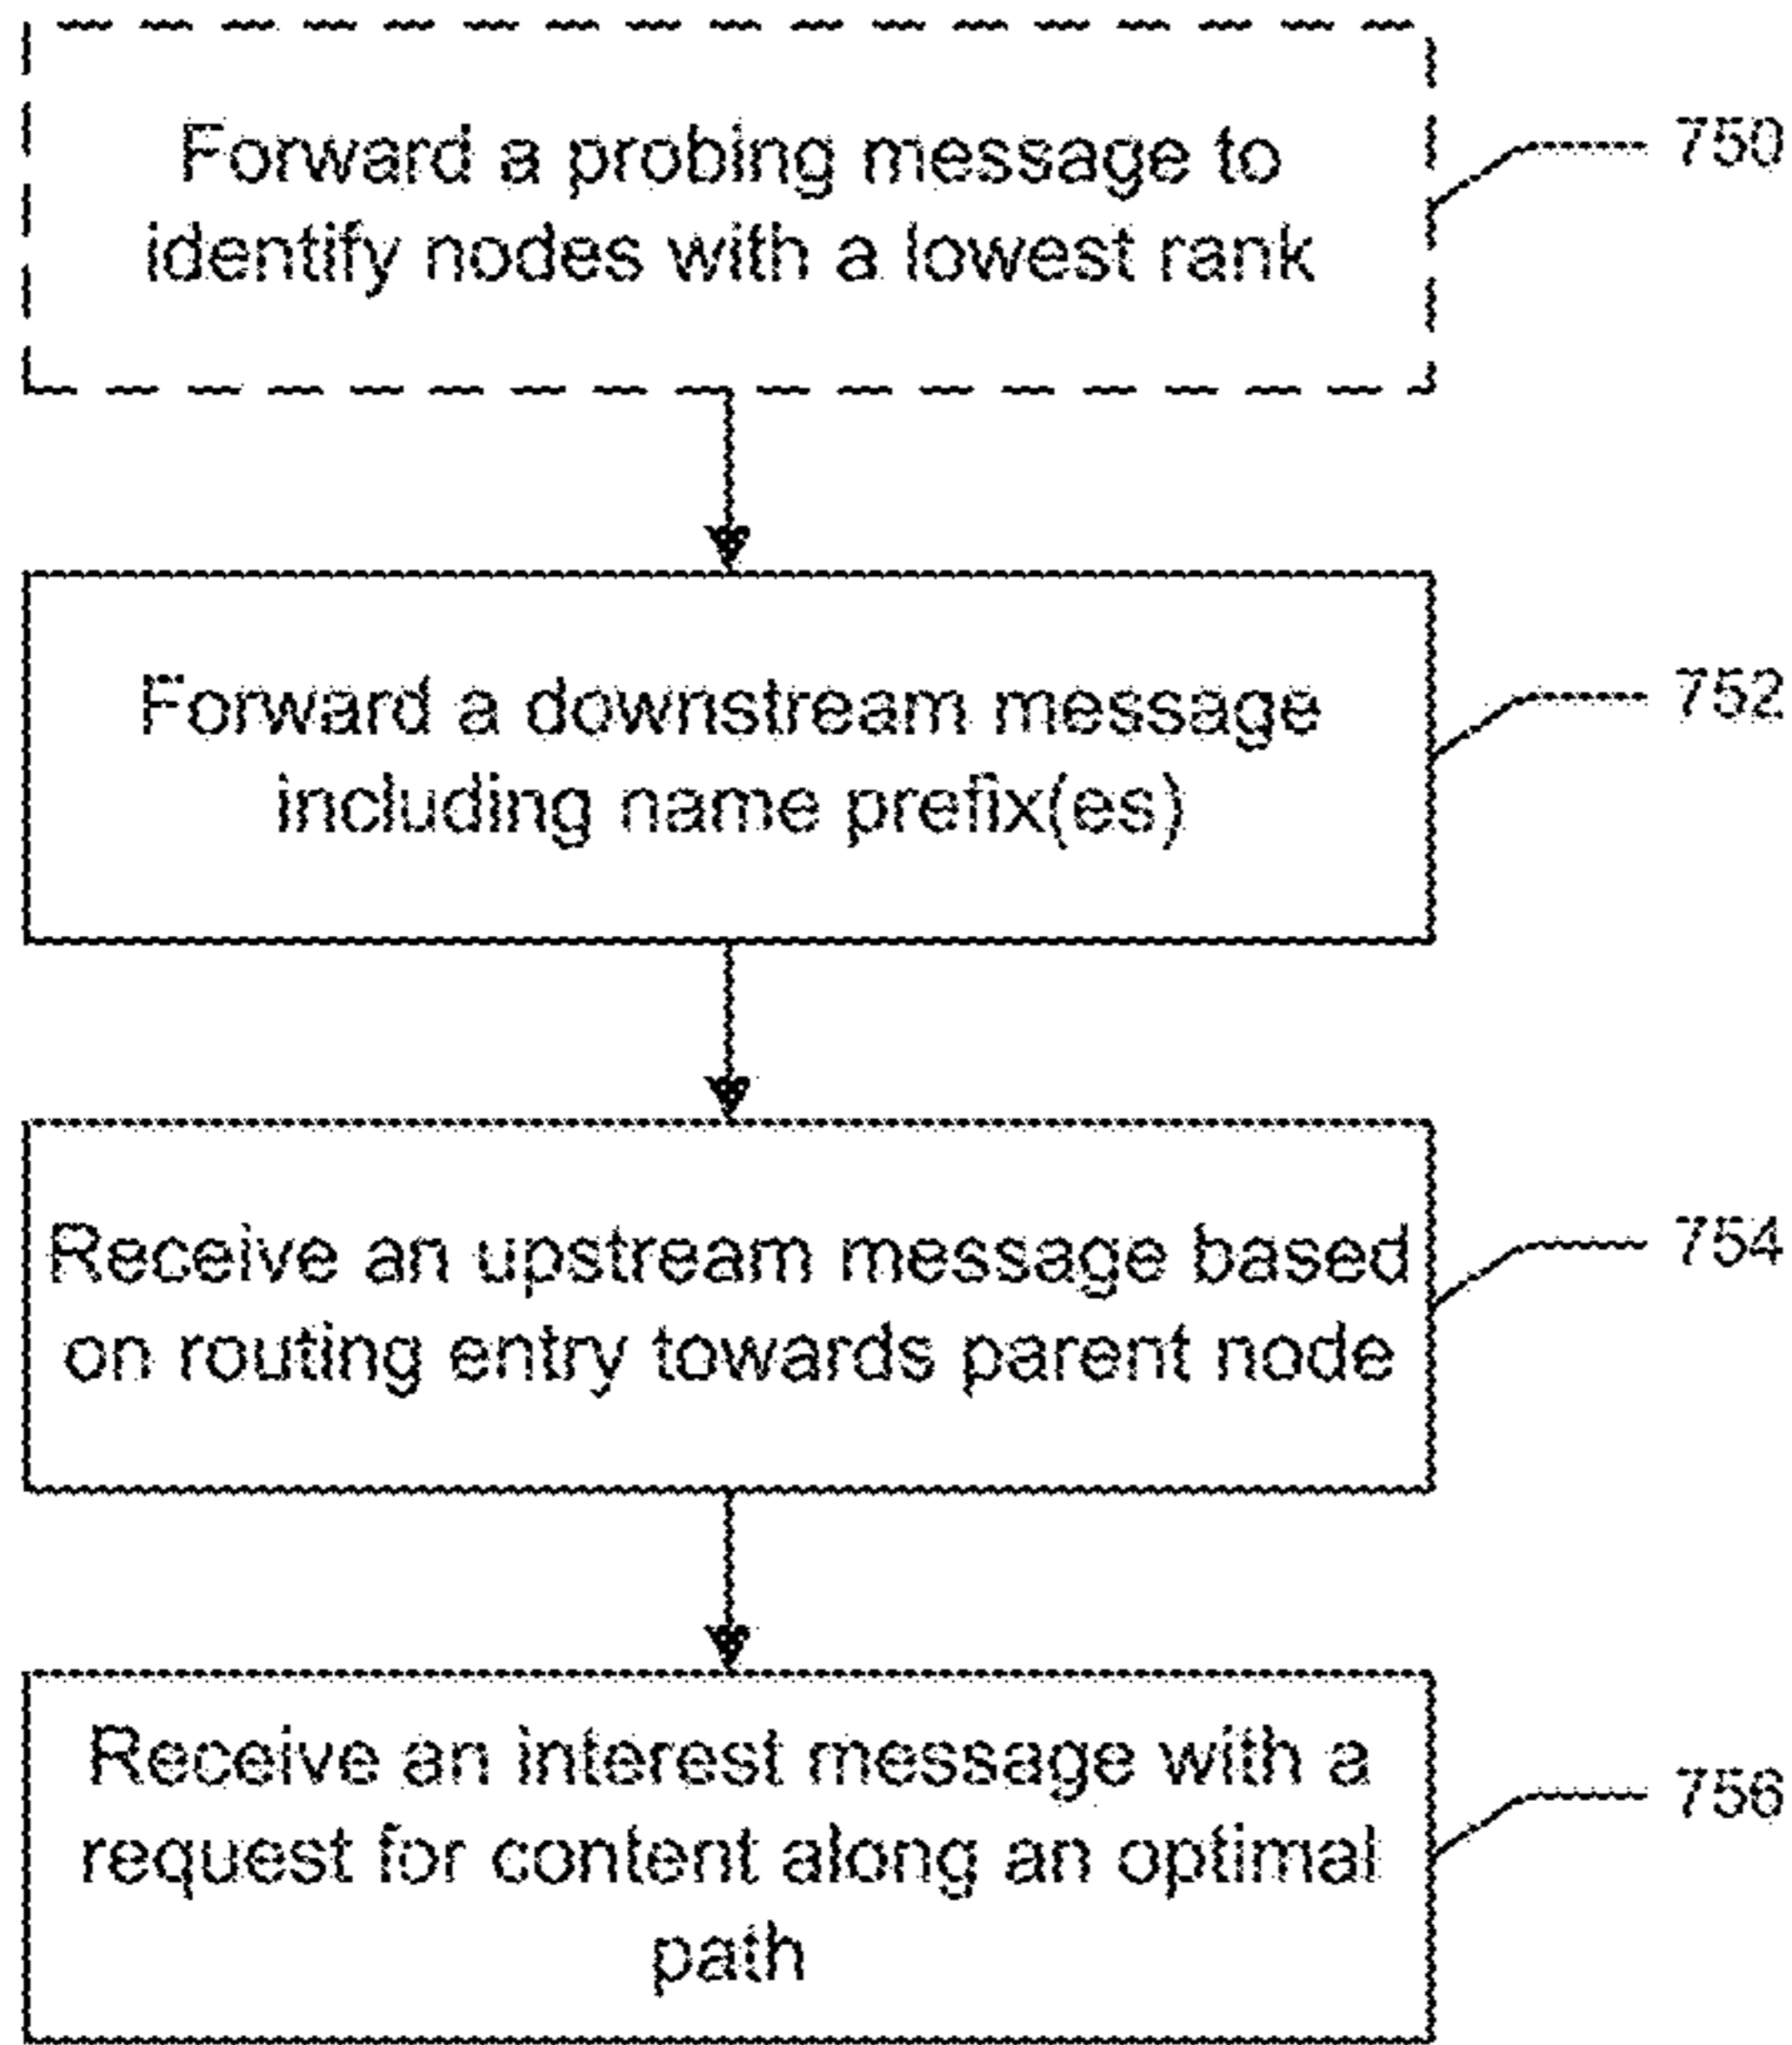 Forward a probing message to
identify nodes with a lowest rank
750
Forward a downstream message
including name prefix(es)
752
Receive an upstream message based
on routing entry towards parent node
754
Receive an interest message with a
request for content along an optimal
path
756